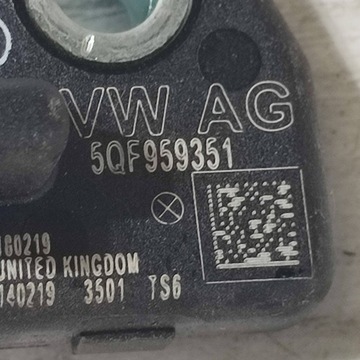 VW AG
5QF959351
180219
UNITED KINGDOM
140219 3501 TS6